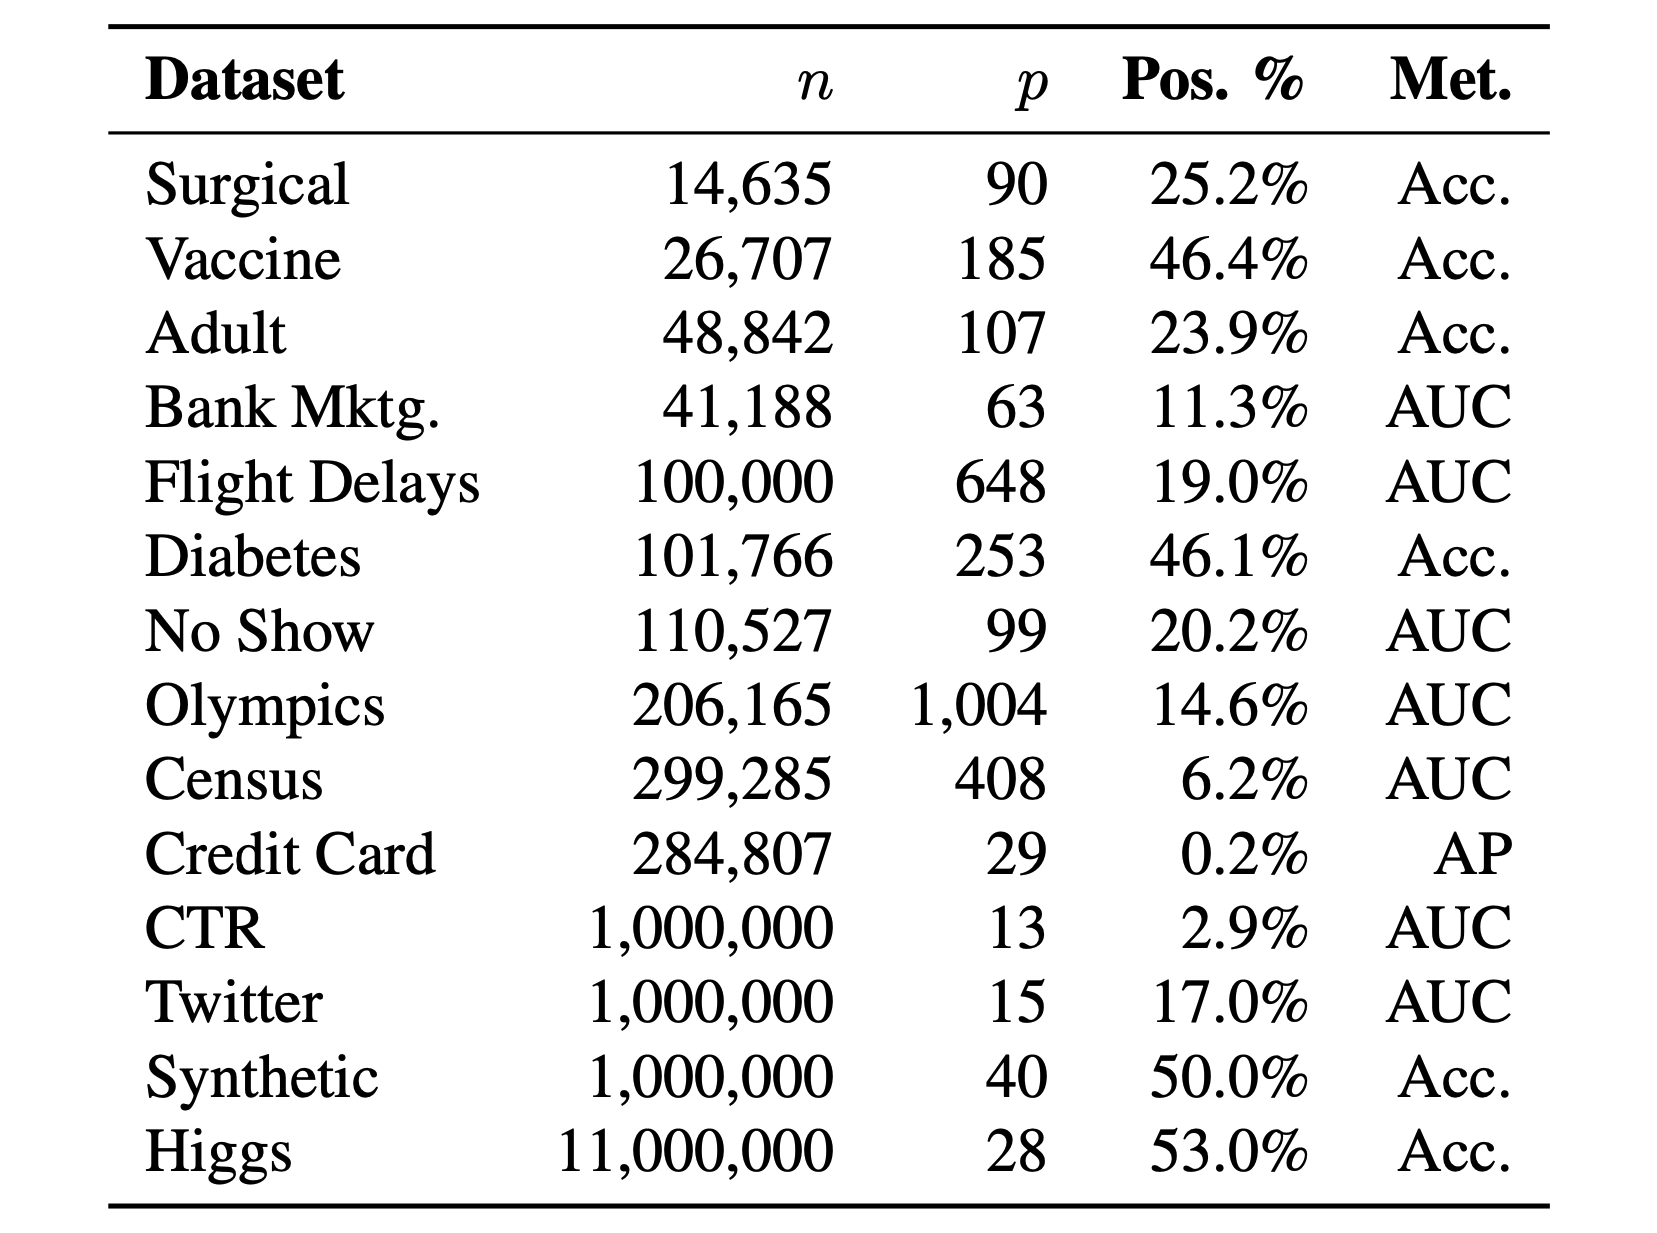 Dataset n p Pos. % Met.
Surgical 14,635 90 25.2% Acc.
Vaccine 26,707 185 46.4% Acc.
Adult 48,842 107 23.9% Acc.
Bank Mktg. 41,188 63 11.3% AUC
Flight Delays 100,000 648 19.0% AUC
Diabetes 101,766 253 46.1% Acc.
No Show 110,527 99 20.2% AUC
Olympics 206,165 1,004 14.6% AUC
Census 299,285 408 6.2% AUC
Credit Card 284,807 29 0.2% AP
CTR 1,000,000 13 2.9% AUC
Twitter 1,000,000 15 17.0% AUC
Synthetic 1,000,000 40 50.0% Acc.
Higgs 11,000,000 28 53.0% Acc.